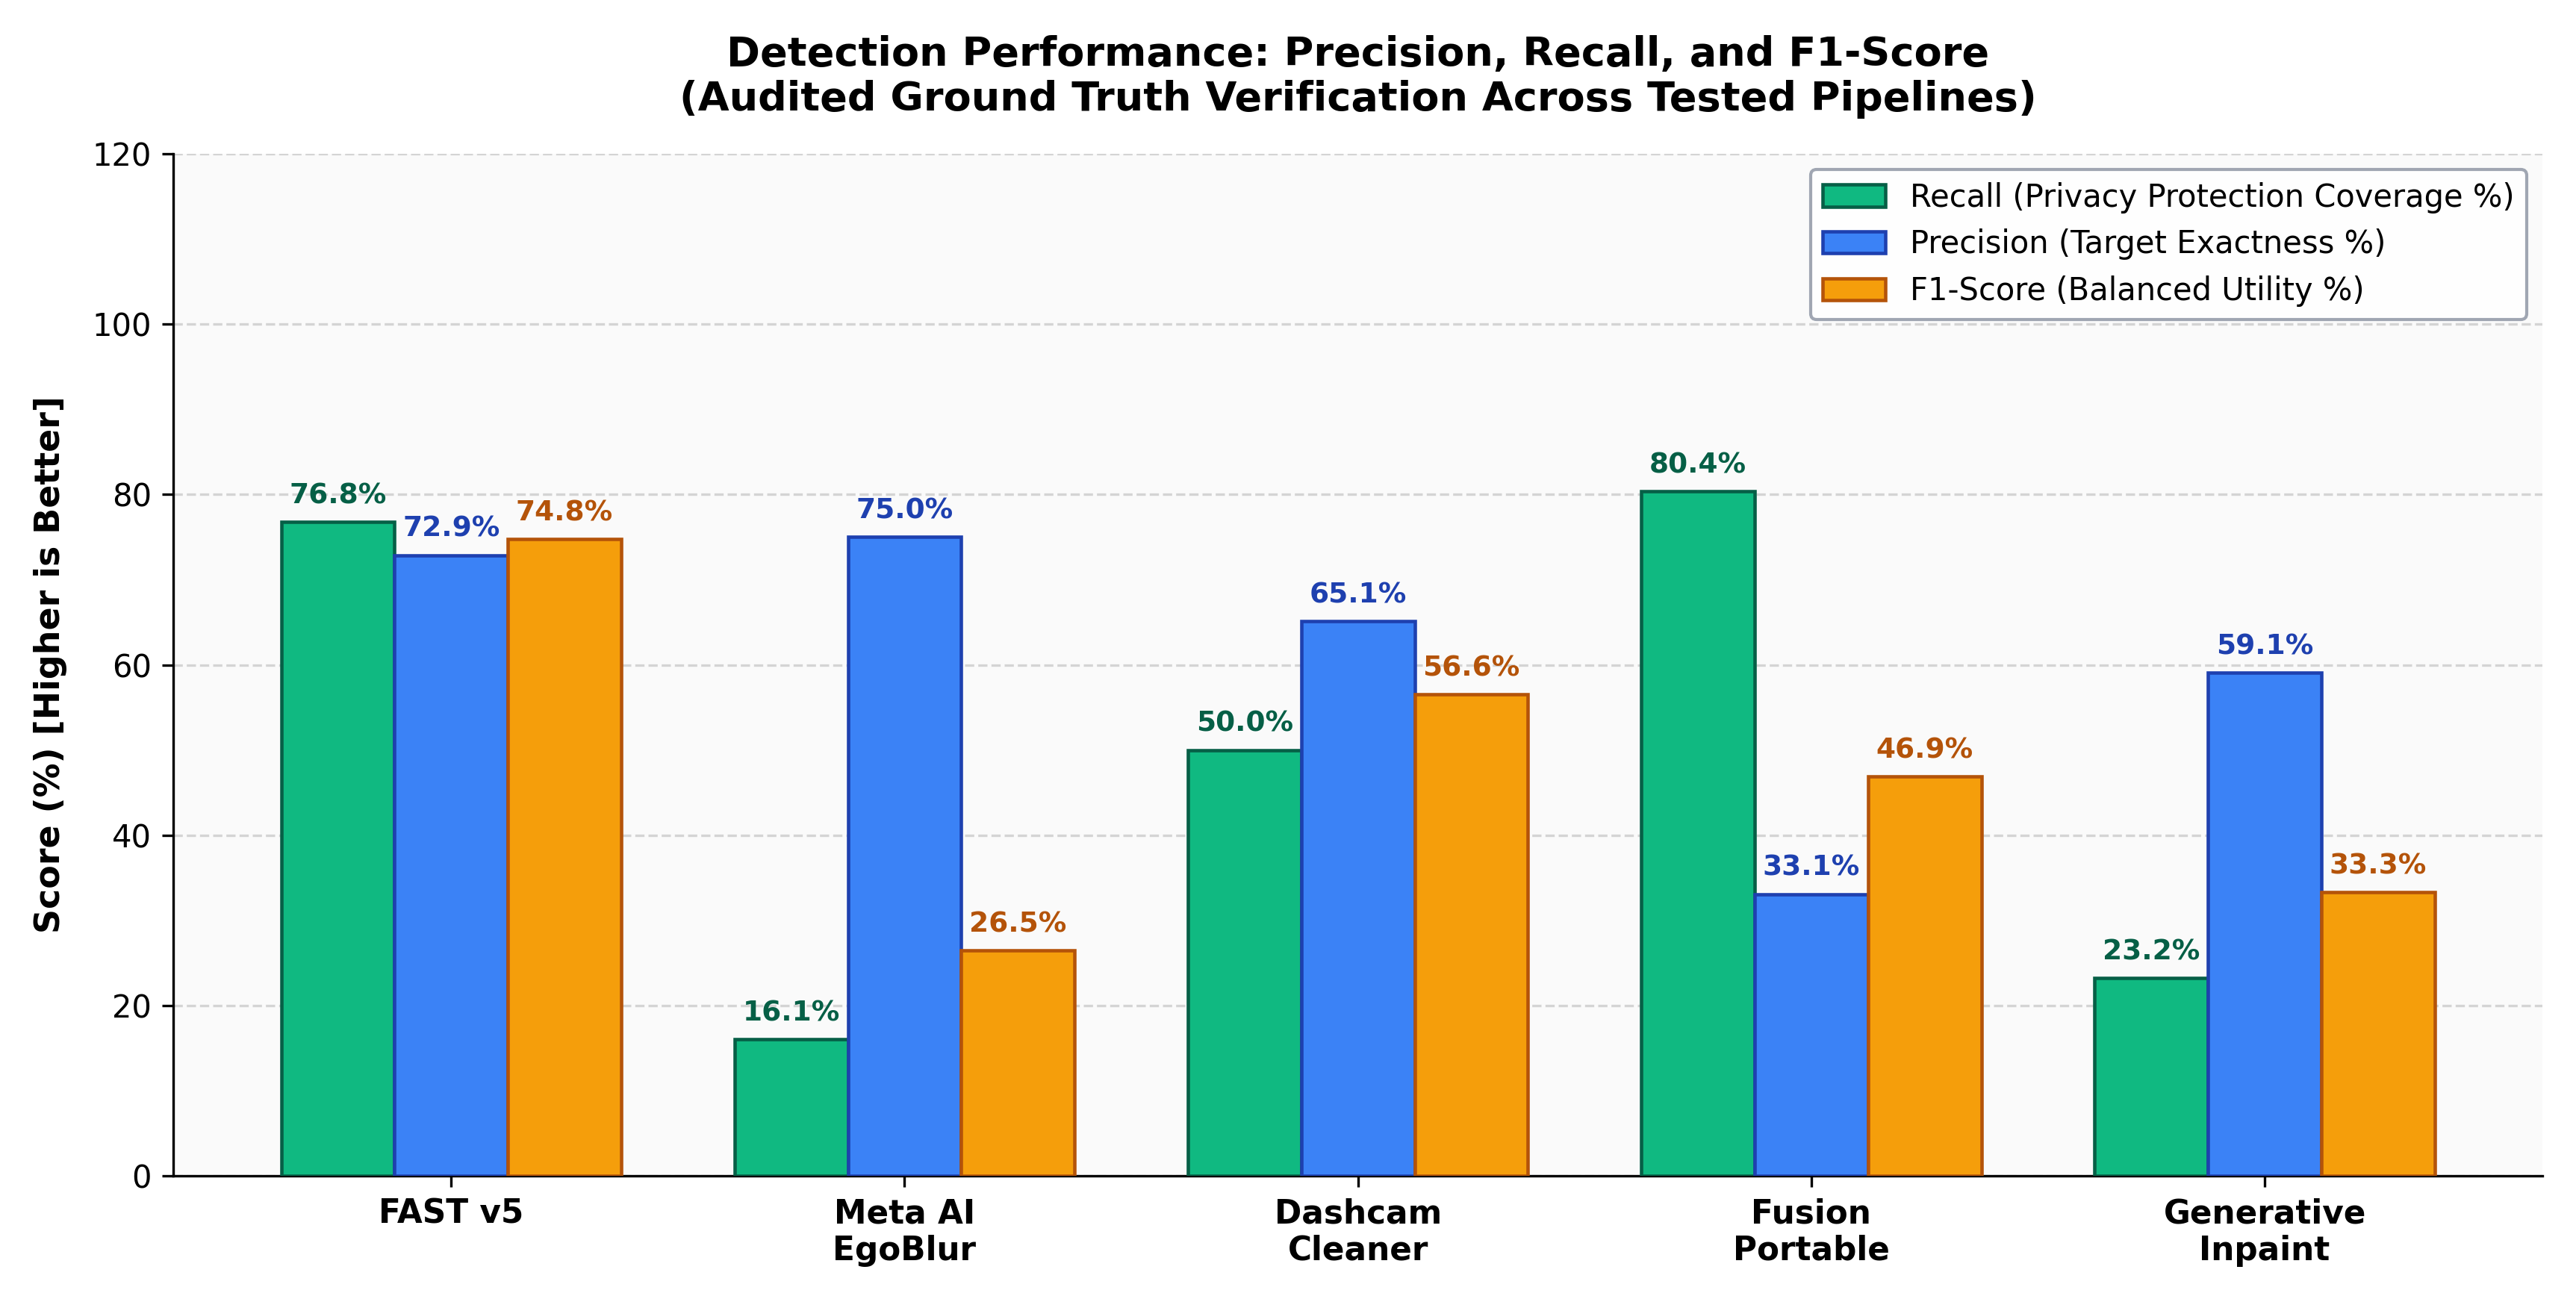 Detection Performance: Precision, Recall, and F1-Score
(Audited Ground Truth Verification Across Tested Pipelines)
Score (%) [Higher is Better]
120
100
80
60
40
20
0
Recall (Privacy Protection Coverage %)
Precision (Target Exactness %)
F1-Score (Balanced Utility %)
76.8%
72.9%
74.8%
16.1%
75.0%
26.5%
50.0%
65.1%
56.6%
80.4%
33.1%
46.9%
23.2%
59.1%
33.3%
FAST v5
Meta AI
EgoBlur
Dashcam
Cleaner
Fusion
Portable
Generative
Inpaint